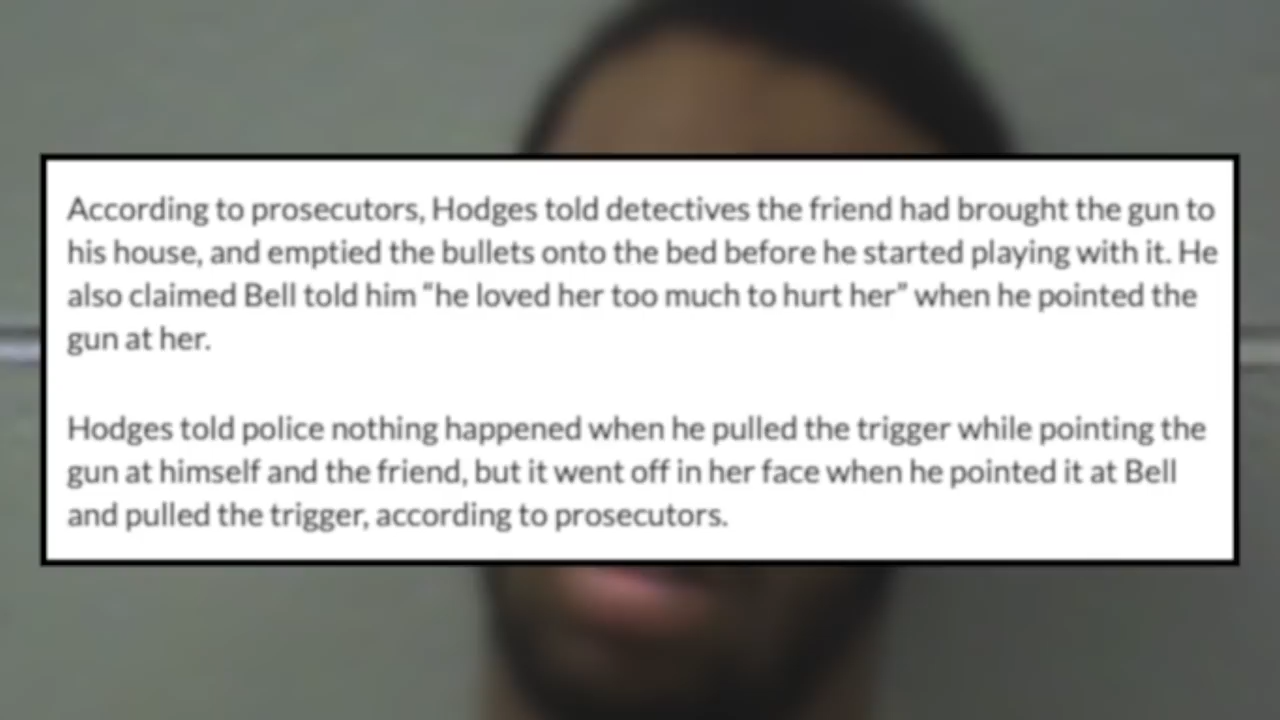 According to prosecutors, Hodges told detectives the friend had brought the gun to
his house, and emptied the bullets onto the bed before he started playing with it. He
also claimed Bell told him “he loved her too much to hurt her” when he pointed the
gun at her.
Hodges told police nothing happened when he pulled the trigger while pointing the
gun at himself and the friend, but it went off in her face when he pointed it at Bell
and pulled the trigger, according to prosecutors.